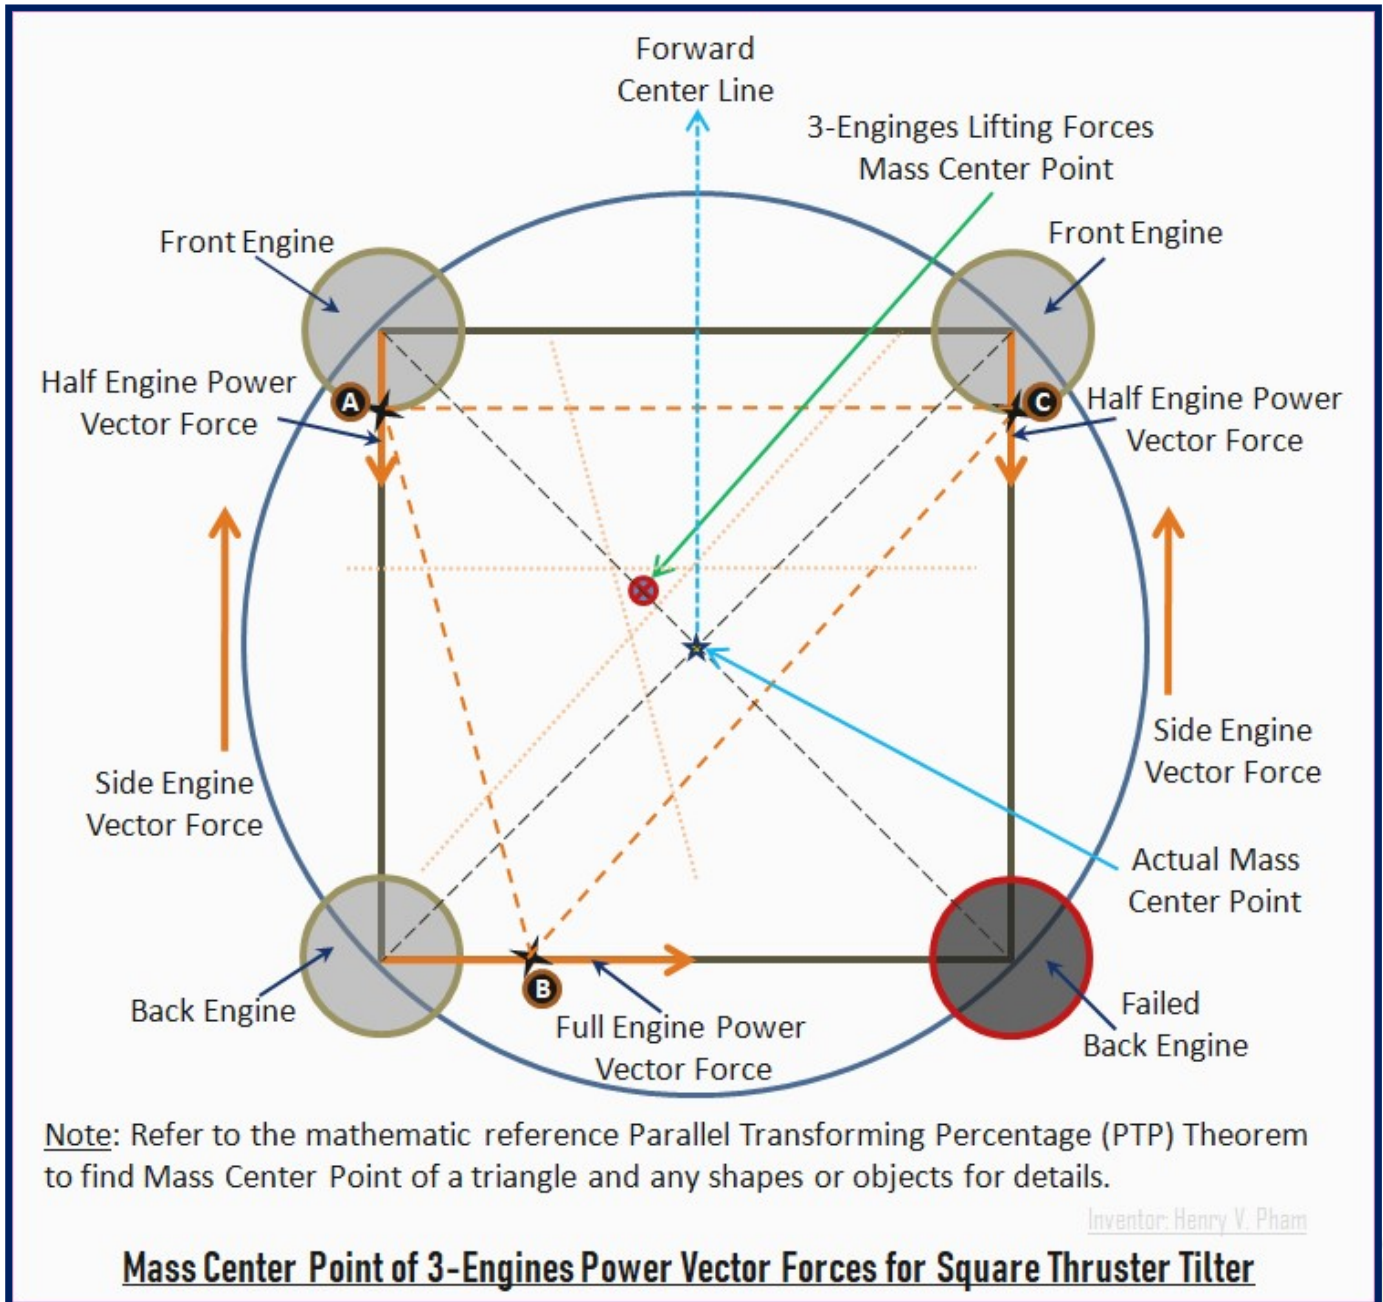 Forward
Center Line
3-Enginges Lifting Forces
Mass Center Point
Front Engine
Front Engine
Half Engine Power
Vector Force
A
C
Half Engine Power
Vector Force
Side Engine
Vector Force
Side Engine
Vector Force
Actual Mass
Center Point
Back Engine
B
Full Engine Power
Vector Force
Failed
Back Engine
Note: Refer to the mathematic reference Parallel Transforming Percentage (PTP) Theorem
to find Mass Center Point of a triangle and any shapes or objects for details.
Inventor: Henry V. Pham
Mass Center Point of 3-Engines Power Vector Forces for Square Thruster Tilter